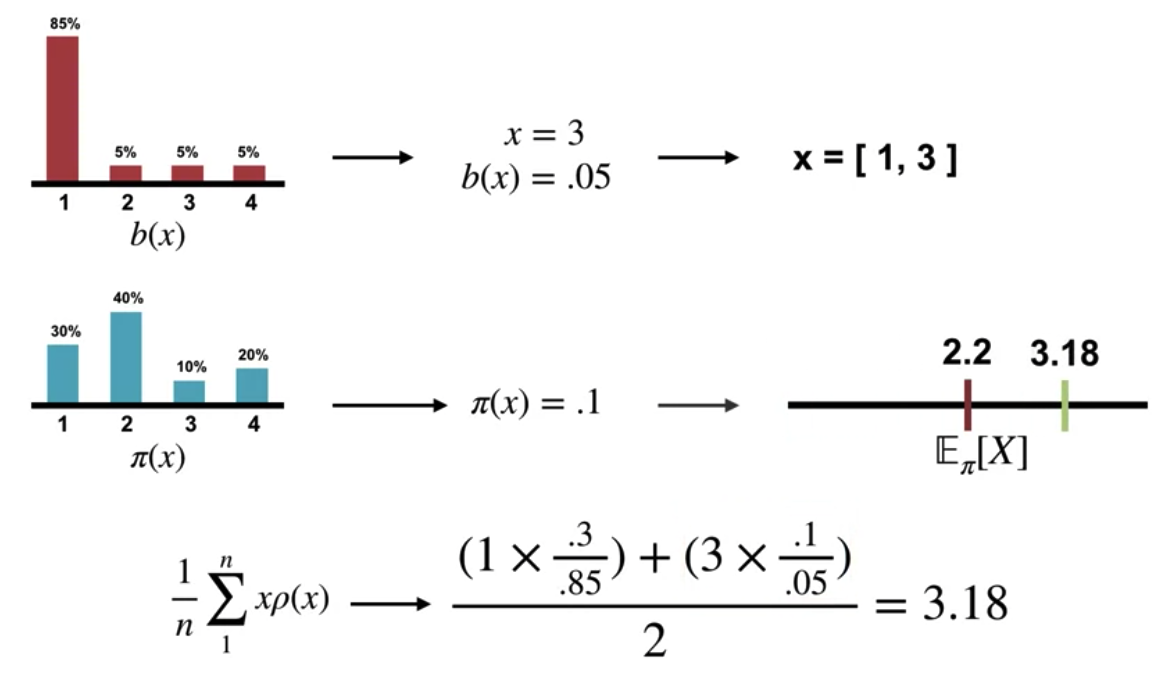 85%
5% 5% 5%
1 2 3 4
b(x)
x = 3
b(x) = .05
x = [ 1, 3 ]
40%
30%
10%
20%
1 2 3 4
π(x)
π(x) = .1
2.2 3.18
𝔼π[X]
1/n ∑ₙ₌₁ xρ(x)
(1 × .3/.85) + (3 × .1/.05)
2
= 3.18